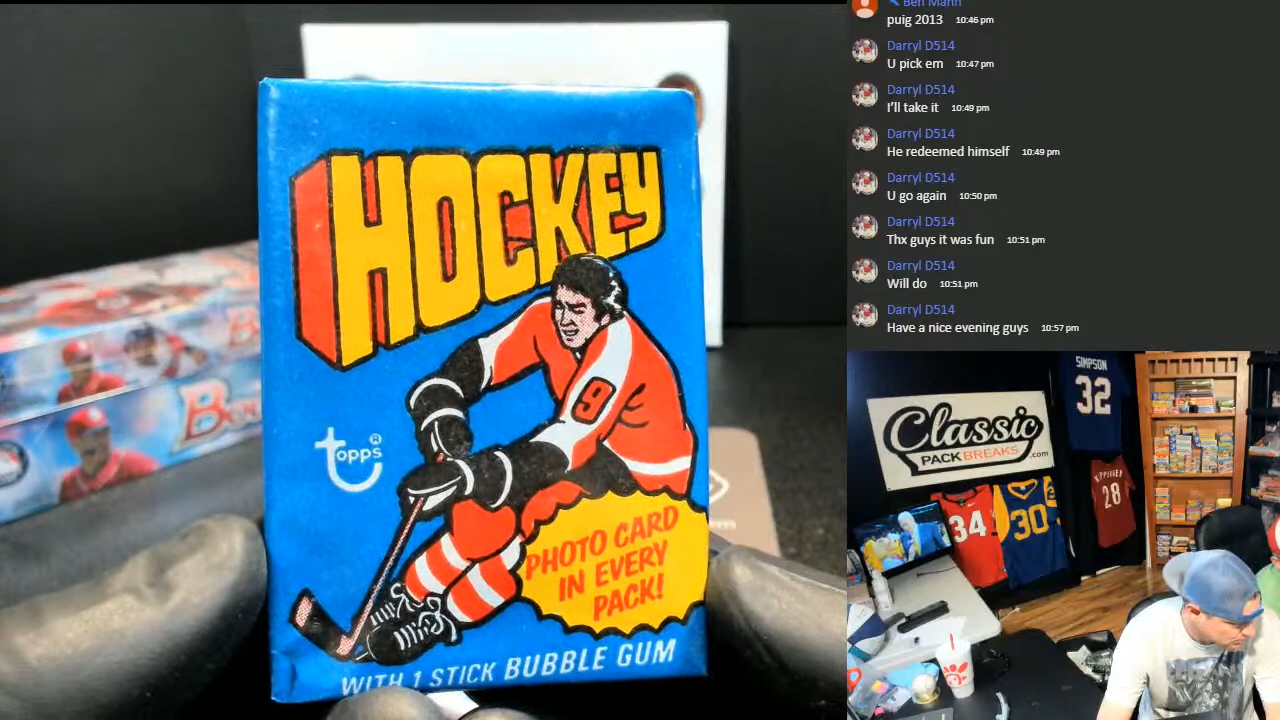 HOCKEY
9
topps®
PHOTO CARD
IN EVERY
PACK!
WITH 1 STICK BUBBLE GUM
Ben Mann
puig 2013 10:46 pm
Darryl D514
U pick em 10:47 pm
Darryl D514
I'll take it 10:49 pm
Darryl D514
He redeemed himself 10:49 pm
Darryl D514
U go again 10:50 pm
Darryl D514
Thx guys it was fun 10:51 pm
Darryl D514
Will do 10:51 pm
Darryl D514
Have a nice evening guys 10:57 pm
SIMPSON
32
Classic
PACK BREAKS.com
34
30
28